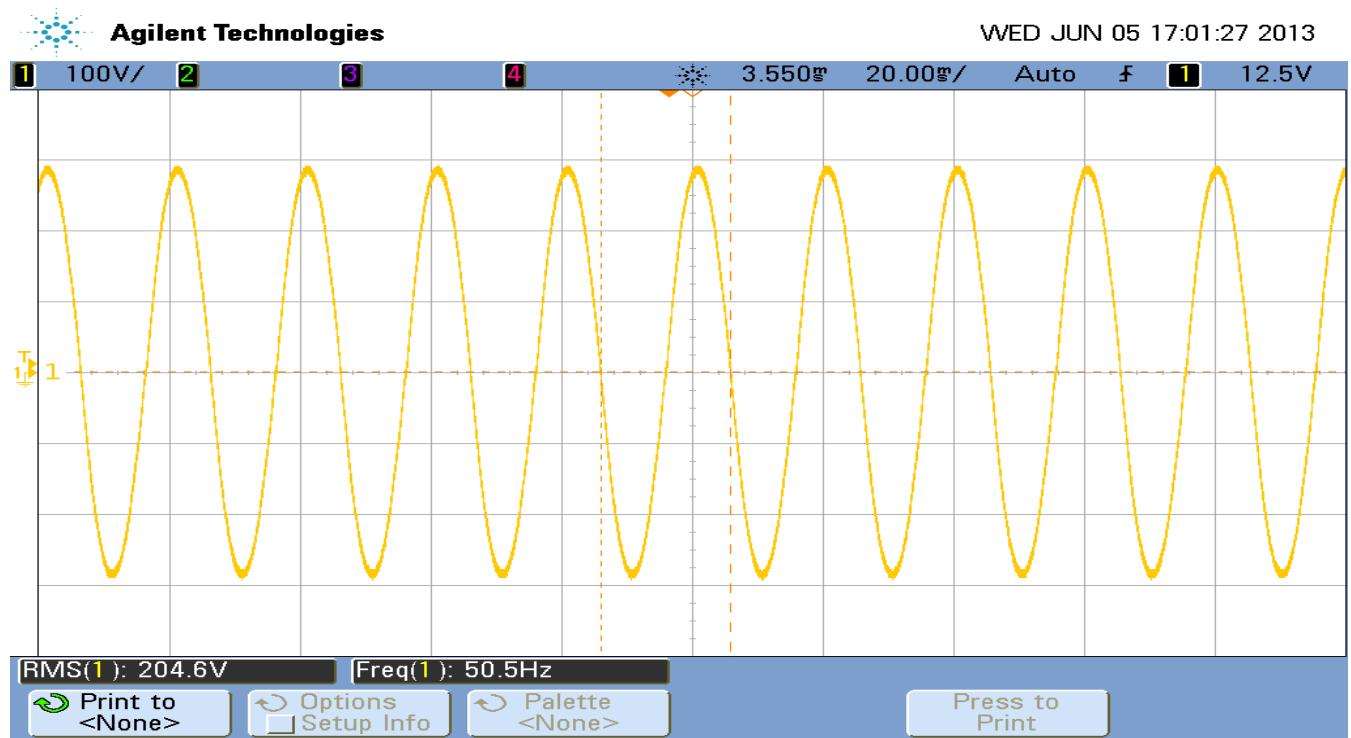 Agilent Technologies WED JUN 05 17:01:27 2013
1 100V/ 2 3 4 3.550ms 20.00ms/ Auto 1 12.5V
T
1 1
RMS(1): 204.6V Freq(1): 50.5Hz
Print to Options Palette Press to
<None> Setup Info <None> Print